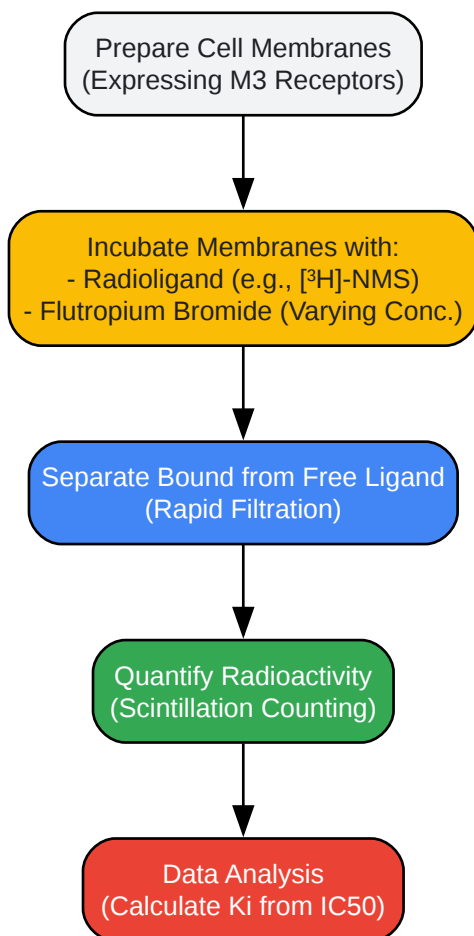 Prepare Cell Membranes
(Expressing M3 Receptors)
Incubate Membranes with:
- Radioligand (e.g., [³H]-NMS)
- Flutropium Bromide (Varying Conc.)
Separate Bound from Free Ligand
(Rapid Filtration)
Quantify Radioactivity
(Scintillation Counting)
Data Analysis
(Calculate Ki from IC50)